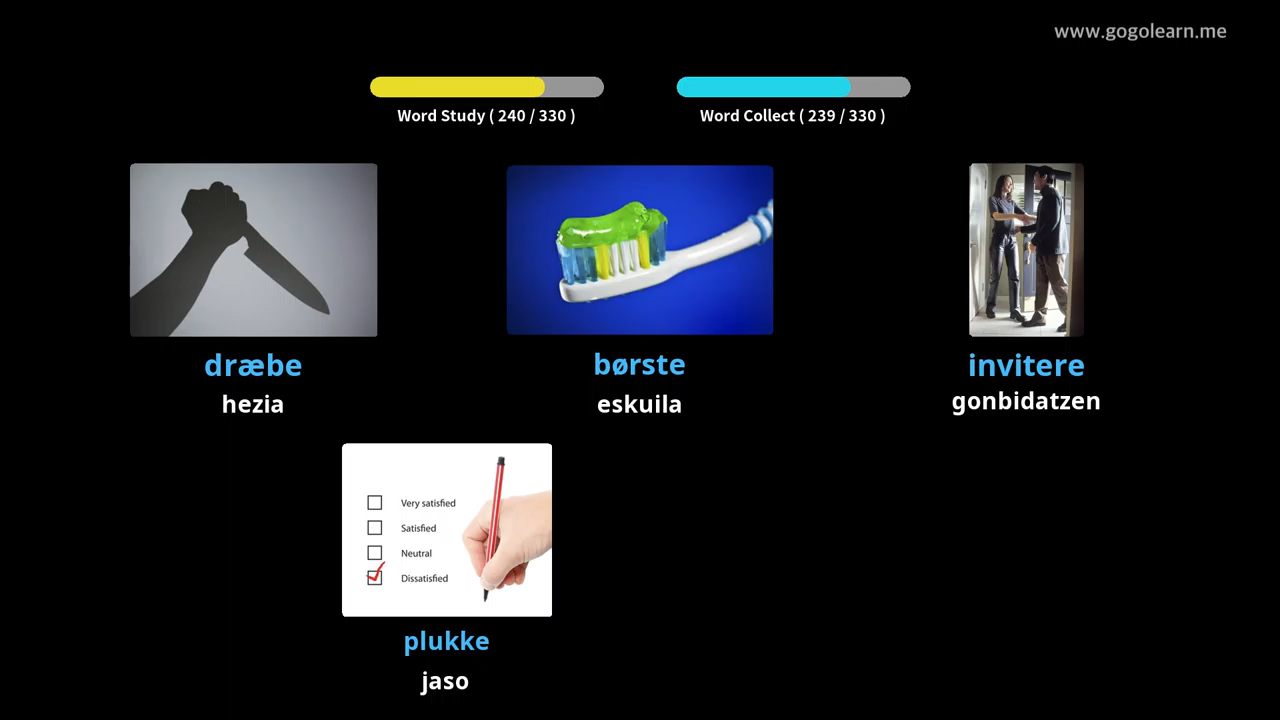 www.gogolearn.me
Word Study ( 240 / 330 )
Word Collect ( 239 / 330 )
dræbe
hezia
børste
eskuila
invitere
gonbidatzen
Very satisfied
Satisfied
Neutral
Dissatisfied
plukke
jaso